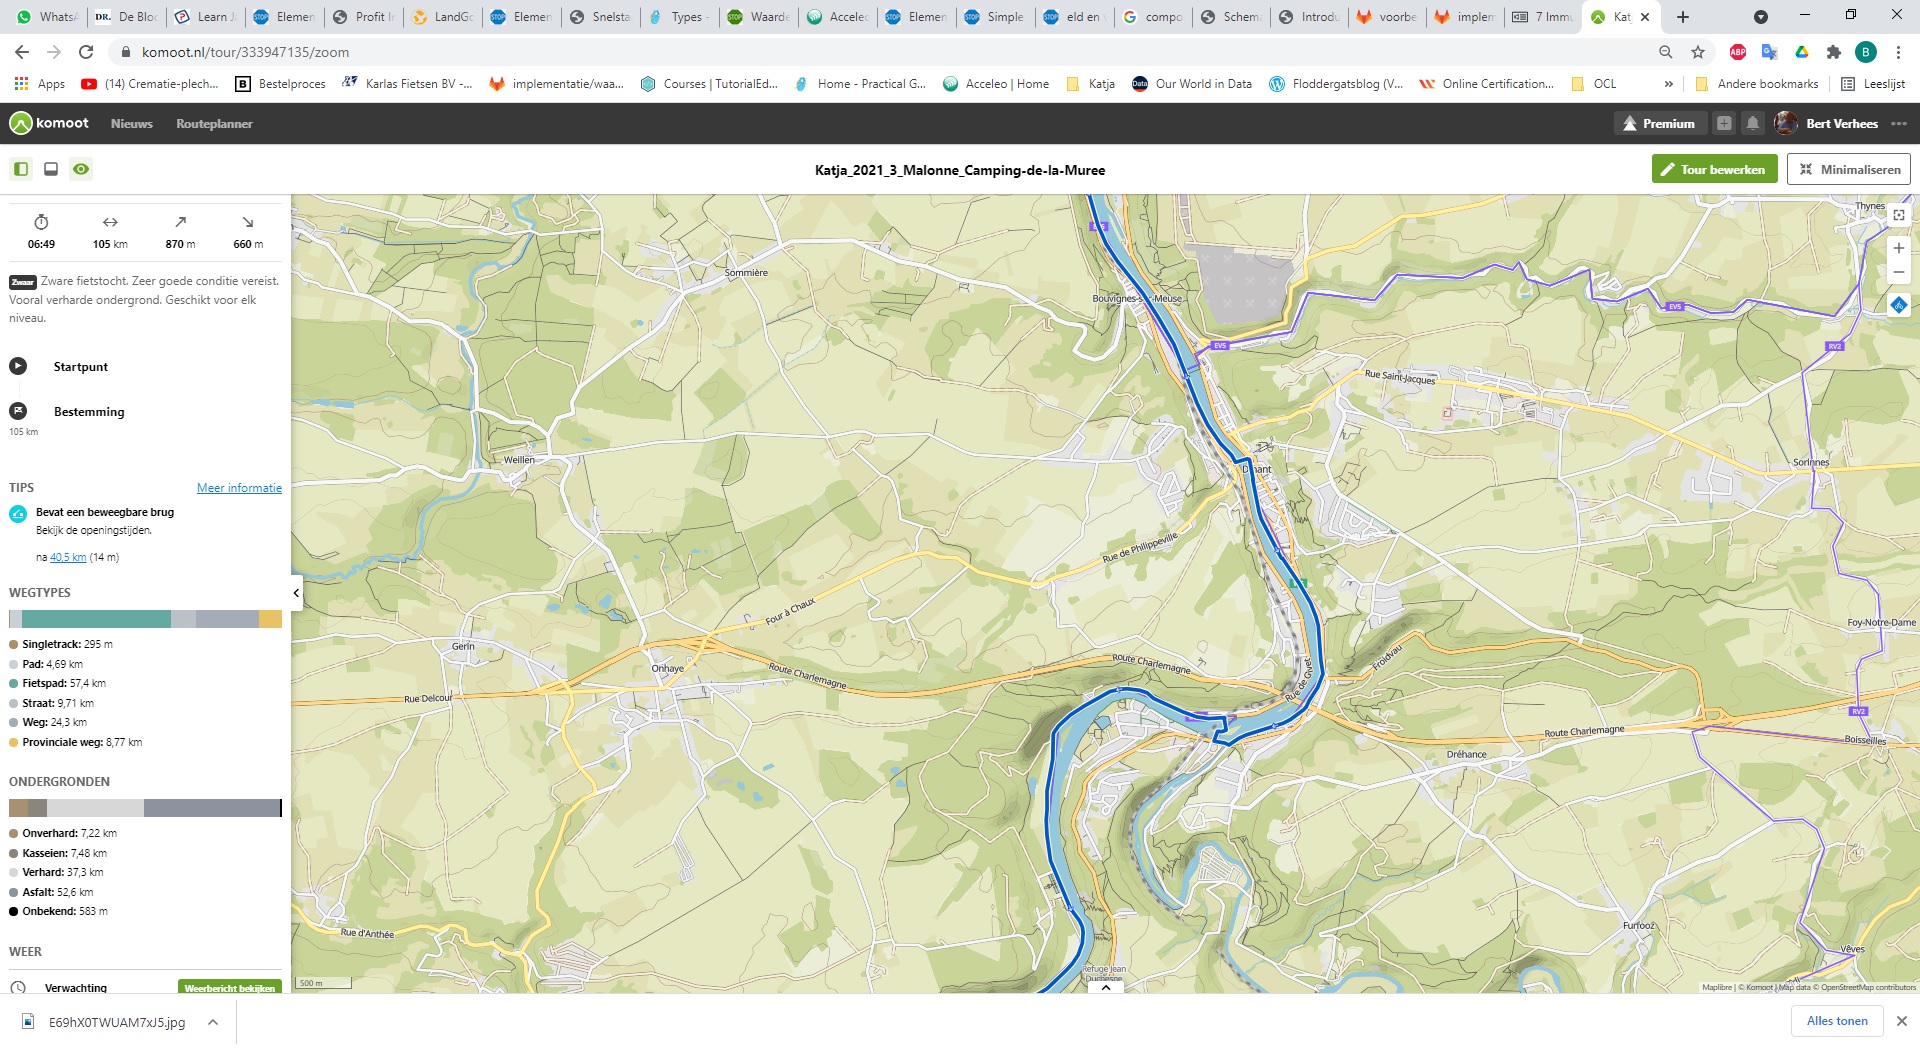 WhatsA
DR. De Bloc
Learn J
Elemen
Profit I
LandGo
Elemen
Snelsta
Types -
Waarde
Acceleo
Elemen
Simple
eld en v
compo
Schem
Introdu
voorbe
implem
7 Immu
Kat
komoot.nl/tour/333947135/zoom
ABP
B
Apps
(14) Crematie-plech...
B Bestelproces
Karlas Fietsen BV -...
implementatie/waa...
Courses | TutorialEd...
Home - Practical G...
Acceleo | Home
Katja
Our World in Data
Floddergatsblog (V...
Online Certification...
OCL
»
Andere bookmarks
Leeslijst
komoot
Nieuws
Routeplanner
Premium
Bert Verhees
Katja_2021_3_Malonne_Camping-de-la-Muree
Tour bewerken
Minimaliseren
06:49
105 km
870 m
660 m
Zwaar Zware fietstocht. Zeer goede conditie vereist.
Vooral verharde ondergrond. Geschikt voor elk
niveau.
Startpunt
Bestemming
105 km
TIPS
Meer informatie
Bevat een beweegbare brug
Bekijk de openingstijden.
na 40,5 km (14 m)
WEGTYPES
Singletrack: 295 m
Pad: 4,69 km
Fietspad: 57,4 km
Straat: 9,71 km
Weg: 24,3 km
Provinciale weg: 8,77 km
ONDERGRONDEN
Onverhard: 7,22 km
Kasseien: 7,48 km
Verhard: 37,3 km
Asfalt: 52,6 km
Onbekend: 583 m
WEER
Verwachting
Weerbericht bekijken
Thynes
Sommière
Bouvignes-sur-Meuse
EV5
EV5
RV2
Rue Saint-Jacques
Weillen
Dinant
Sorinnes
Rue de Philippeville
Four à Chaux
Foy-Notre-Dame
Gerin
Onhaye
Route Charlemagne
Route Charlemagne
Froidvau
Rue de Givet
Rue Delcour
RV2
Route Charlemagne
Boisseilles
Dréhance
Furfooz
Rue d'Anthée
Vêves
Refuge Jean
Duchesne
500 m
Maplibre | © Komoot | Map data © OpenStreetMap contributors
E69hX0TWUAM7xJ5.jpg
Alles tonen